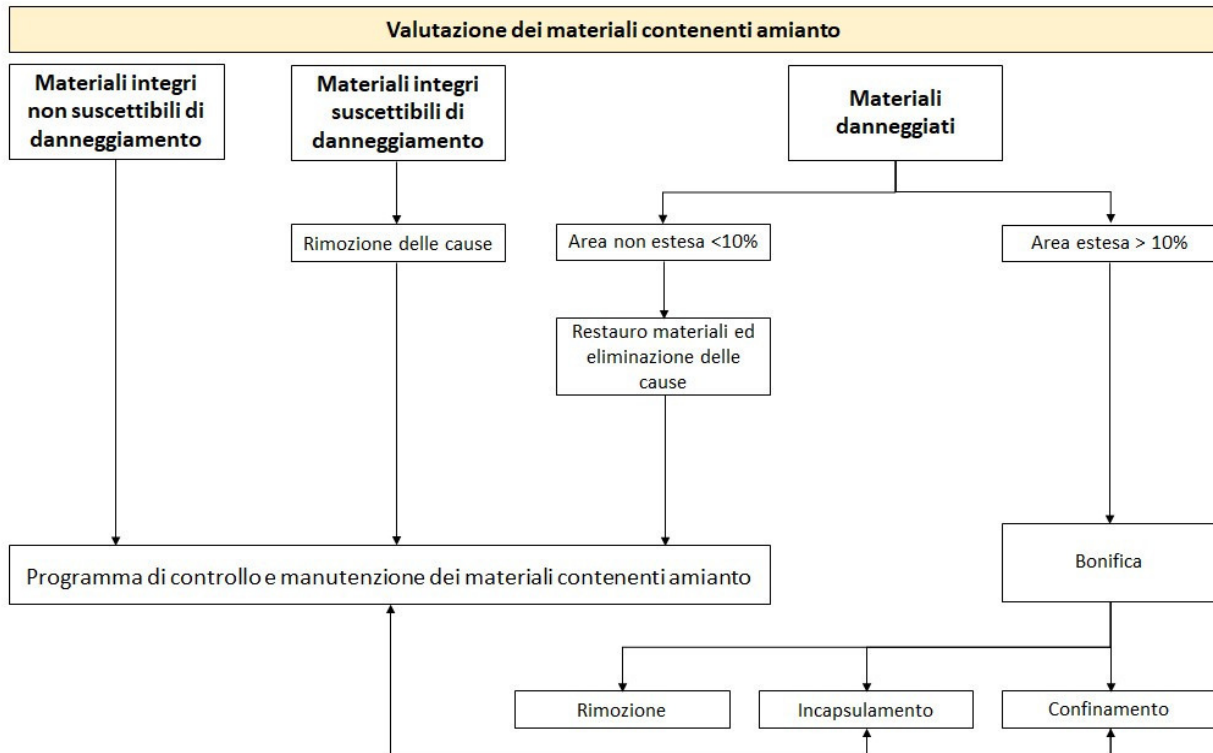 Valutazione dei materiali contenenti amianto
Materiali integri
non suscettibili di
danneggiamento
Materiali integri
suscettibili di
danneggiamento
Materiali
danneggiati
Rimozione delle cause
Area non estesa <10%
Area estesa > 10%
Restauro materiali ed
eliminazione delle
cause
Programma di controllo e manutenzione dei materiali contenenti amianto
Bonifica
Rimozione
Incapsulamento
Confinamento